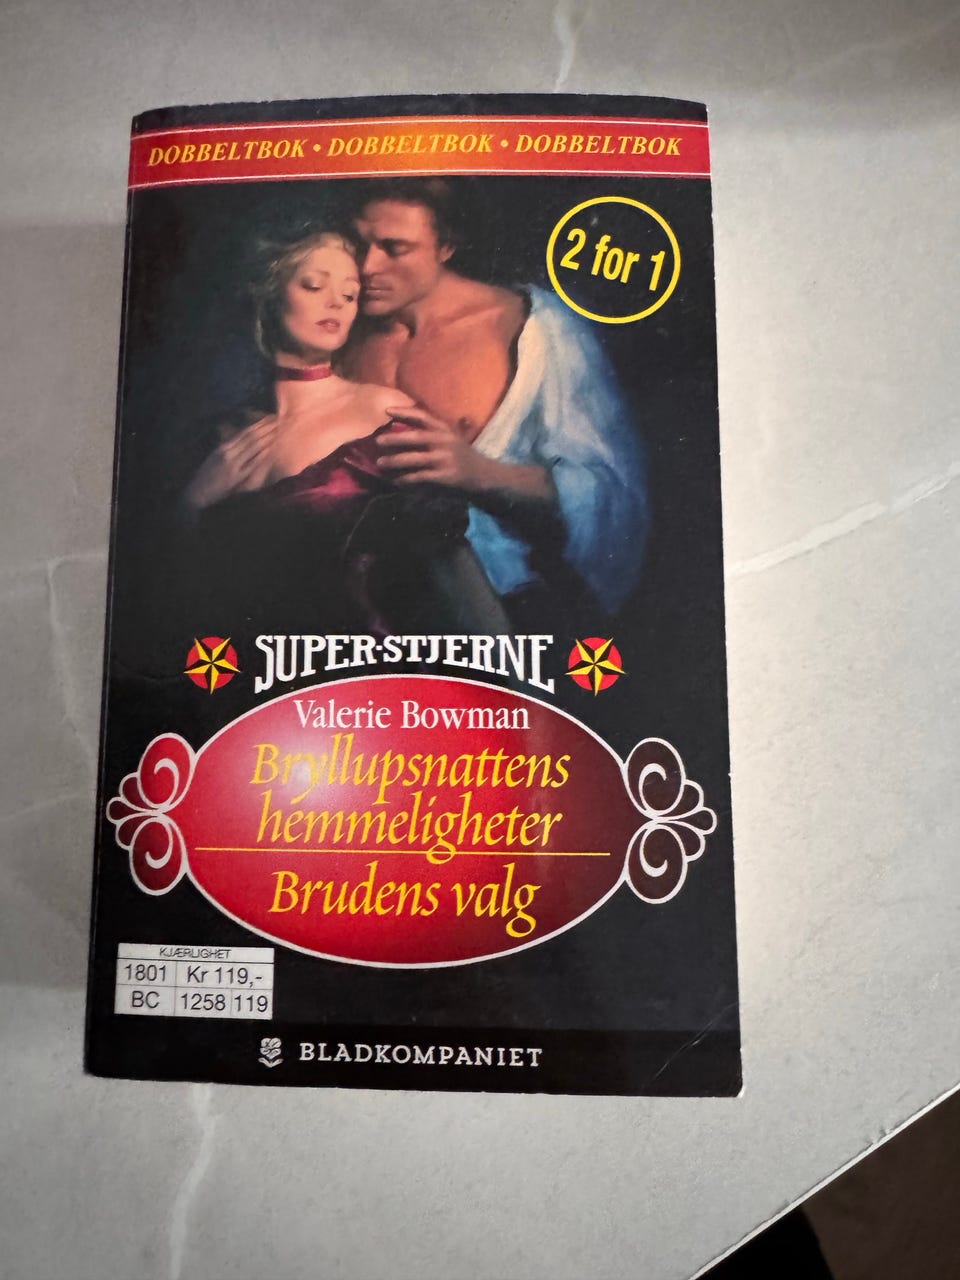 DOBBELTBOK • DOBBELTBOK • DOBBELTBOK
2 for 1
SUPER-STJERNE
Valerie Bowman
Bryllupsnattens
hemmeligheter
Brudens valg
KJÆRLIGHET
1801 Kr 119,-
BC 1258 119
BLADKOMPANIET